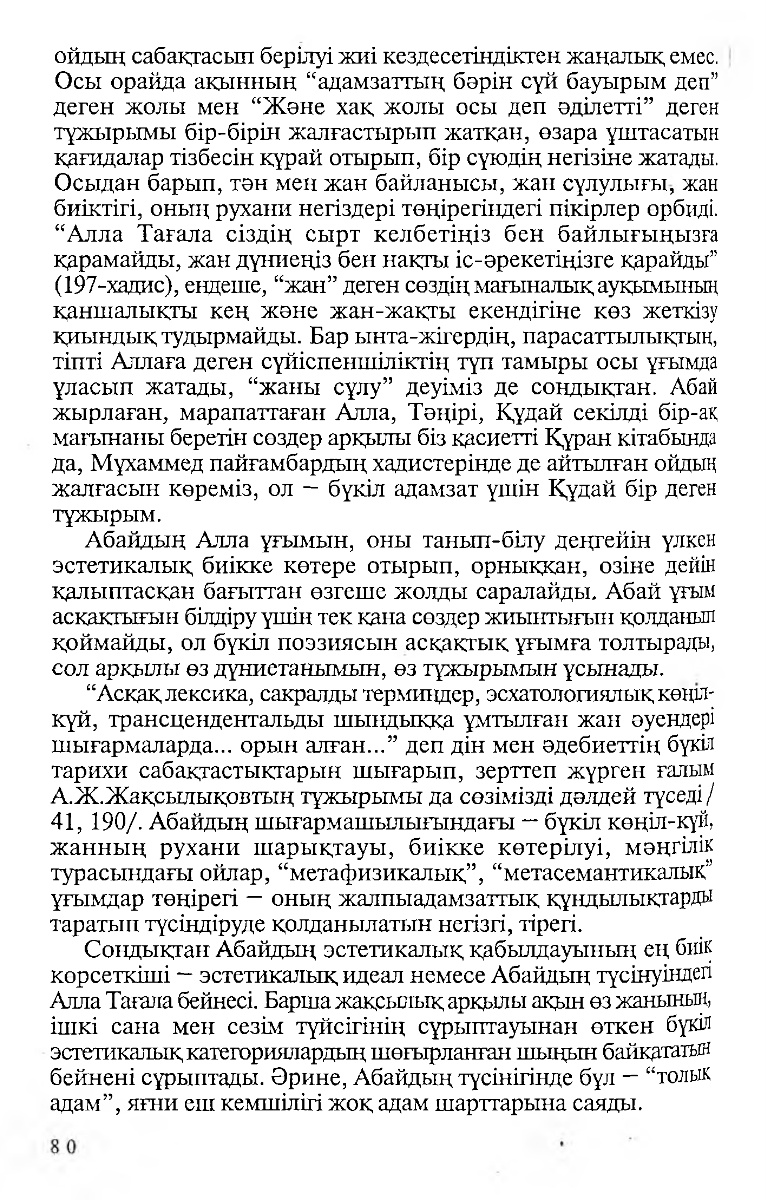 ойдың сабақтасып берілуі жиі кездесетіндіктен жаңалық емес.
Осы орайда ақынның “адамзаттың бәрін сүй бауырым деп”
деген жолы мен “Және хақ жолы осы деп әділетті” деген
тұжырымы бір-бірін жалғастырып жатқан, өзара ұштасатын
қағидалар тізбесін құрай отырып, бір сүюдің негізіне жатады.
Осыдан барып, тән мен жан байланысы, жан сұлулығы, жан
биіктігі, оның рухани негіздері төңірегіндегі пікірлер өрбиді.
“Алла Тағала сіздің сырт келбетіңіз бен байлығыңызға
қарамайды, жан дүниеңіз бен нақты іс-әрекетіңізге қарайды”
(197-хадис), ендеше, “жан” деген сөздің мағыналық ауқымының
қаншалықты кең және жан-жақты екендігіне көз жеткізу
қиындық тудырмайды. Бар ынта-жігердің, парасаттылықтың,
тіпті Аллаға деген сүйіспеншіліктің түп тамыры осы ұғымда
ұласып жатады, “жаны сұлу” деуіміз де сондықтан. Абай
жырлаған, марапаттаған Алла, Тәңірі, Құдай секілді бір-ақ
мағынаны беретін сөздер арқылы біз қасиетті Құран кітабында
да, Мұхаммед пайғамбардың хадистерінде де айтылған ойдың
жалғасын көреміз, ол — бүкіл адамзат үшін Құдай бір деген
тұжырым.
Абайдың Алла ұғымын, оны танып-білу деңгейін үлкен
эстетикалық биікке көтере отырып, орныққан, өзіне дейін
қалыптасқан бағыттан өзгеше жолды саралайды. Абай ұғым
асқақтығын білдіру үшін тек қана сөздер жиынтығын қолданып
қоймайды, ол бүкіл поэзиясын асқақтық ұғымға толтырады,
сол арқылы өз дүнистанымын, өз тұжырымын ұсынады.
“Асқақ лексика, сакралды терминдер, эсхатологиялық көңіл-
күй, трансцендентальды шындыққа ұмтылған жан әуендері
шығармаларда... орын алған...” деп дін мен әдебиеттің бүкіл
тарихи сабақтастықтарын шығарып, зерттеп жүрген ғалым
А.Ж.Жақсылықовтың тұжырымы да сөзімізді дәлдей түседі /
41, 190/. Абайдың шығармашылығындағы — бүкіл көңіл-күй,
жанның рухани шарықтауы, биікке көтерілуі, мәңгілік
турасындағы ойлар, “метафизикалық”, “метасемантикалық”
ұғымдар төңірегі — оның жалпыадамзаттық құндылықтарды
таратып түсіндіруде қолданылатын негізгі, тірегі.
Сондықтан Абайдың эстетикалық қабылдауының ең биік
көрсеткіші — эстетикалық идеал немесе Абайдың түсінуіндегі
Алла Тағала бейнесі. Барша жақсылық арқылы ақын өз жанының,
ішкі сана мен сезім түйсігінің сұрыптауынан өткен бүкіл
эстетикалық категориялардың шоғырланған шыңын байқататын
бейнені сұрыптады. Әрине, Абайдың түсінігінде бұл — “толық
адам”, яғни еш кемшілігі жоқ адам шарттарына саяды.
80